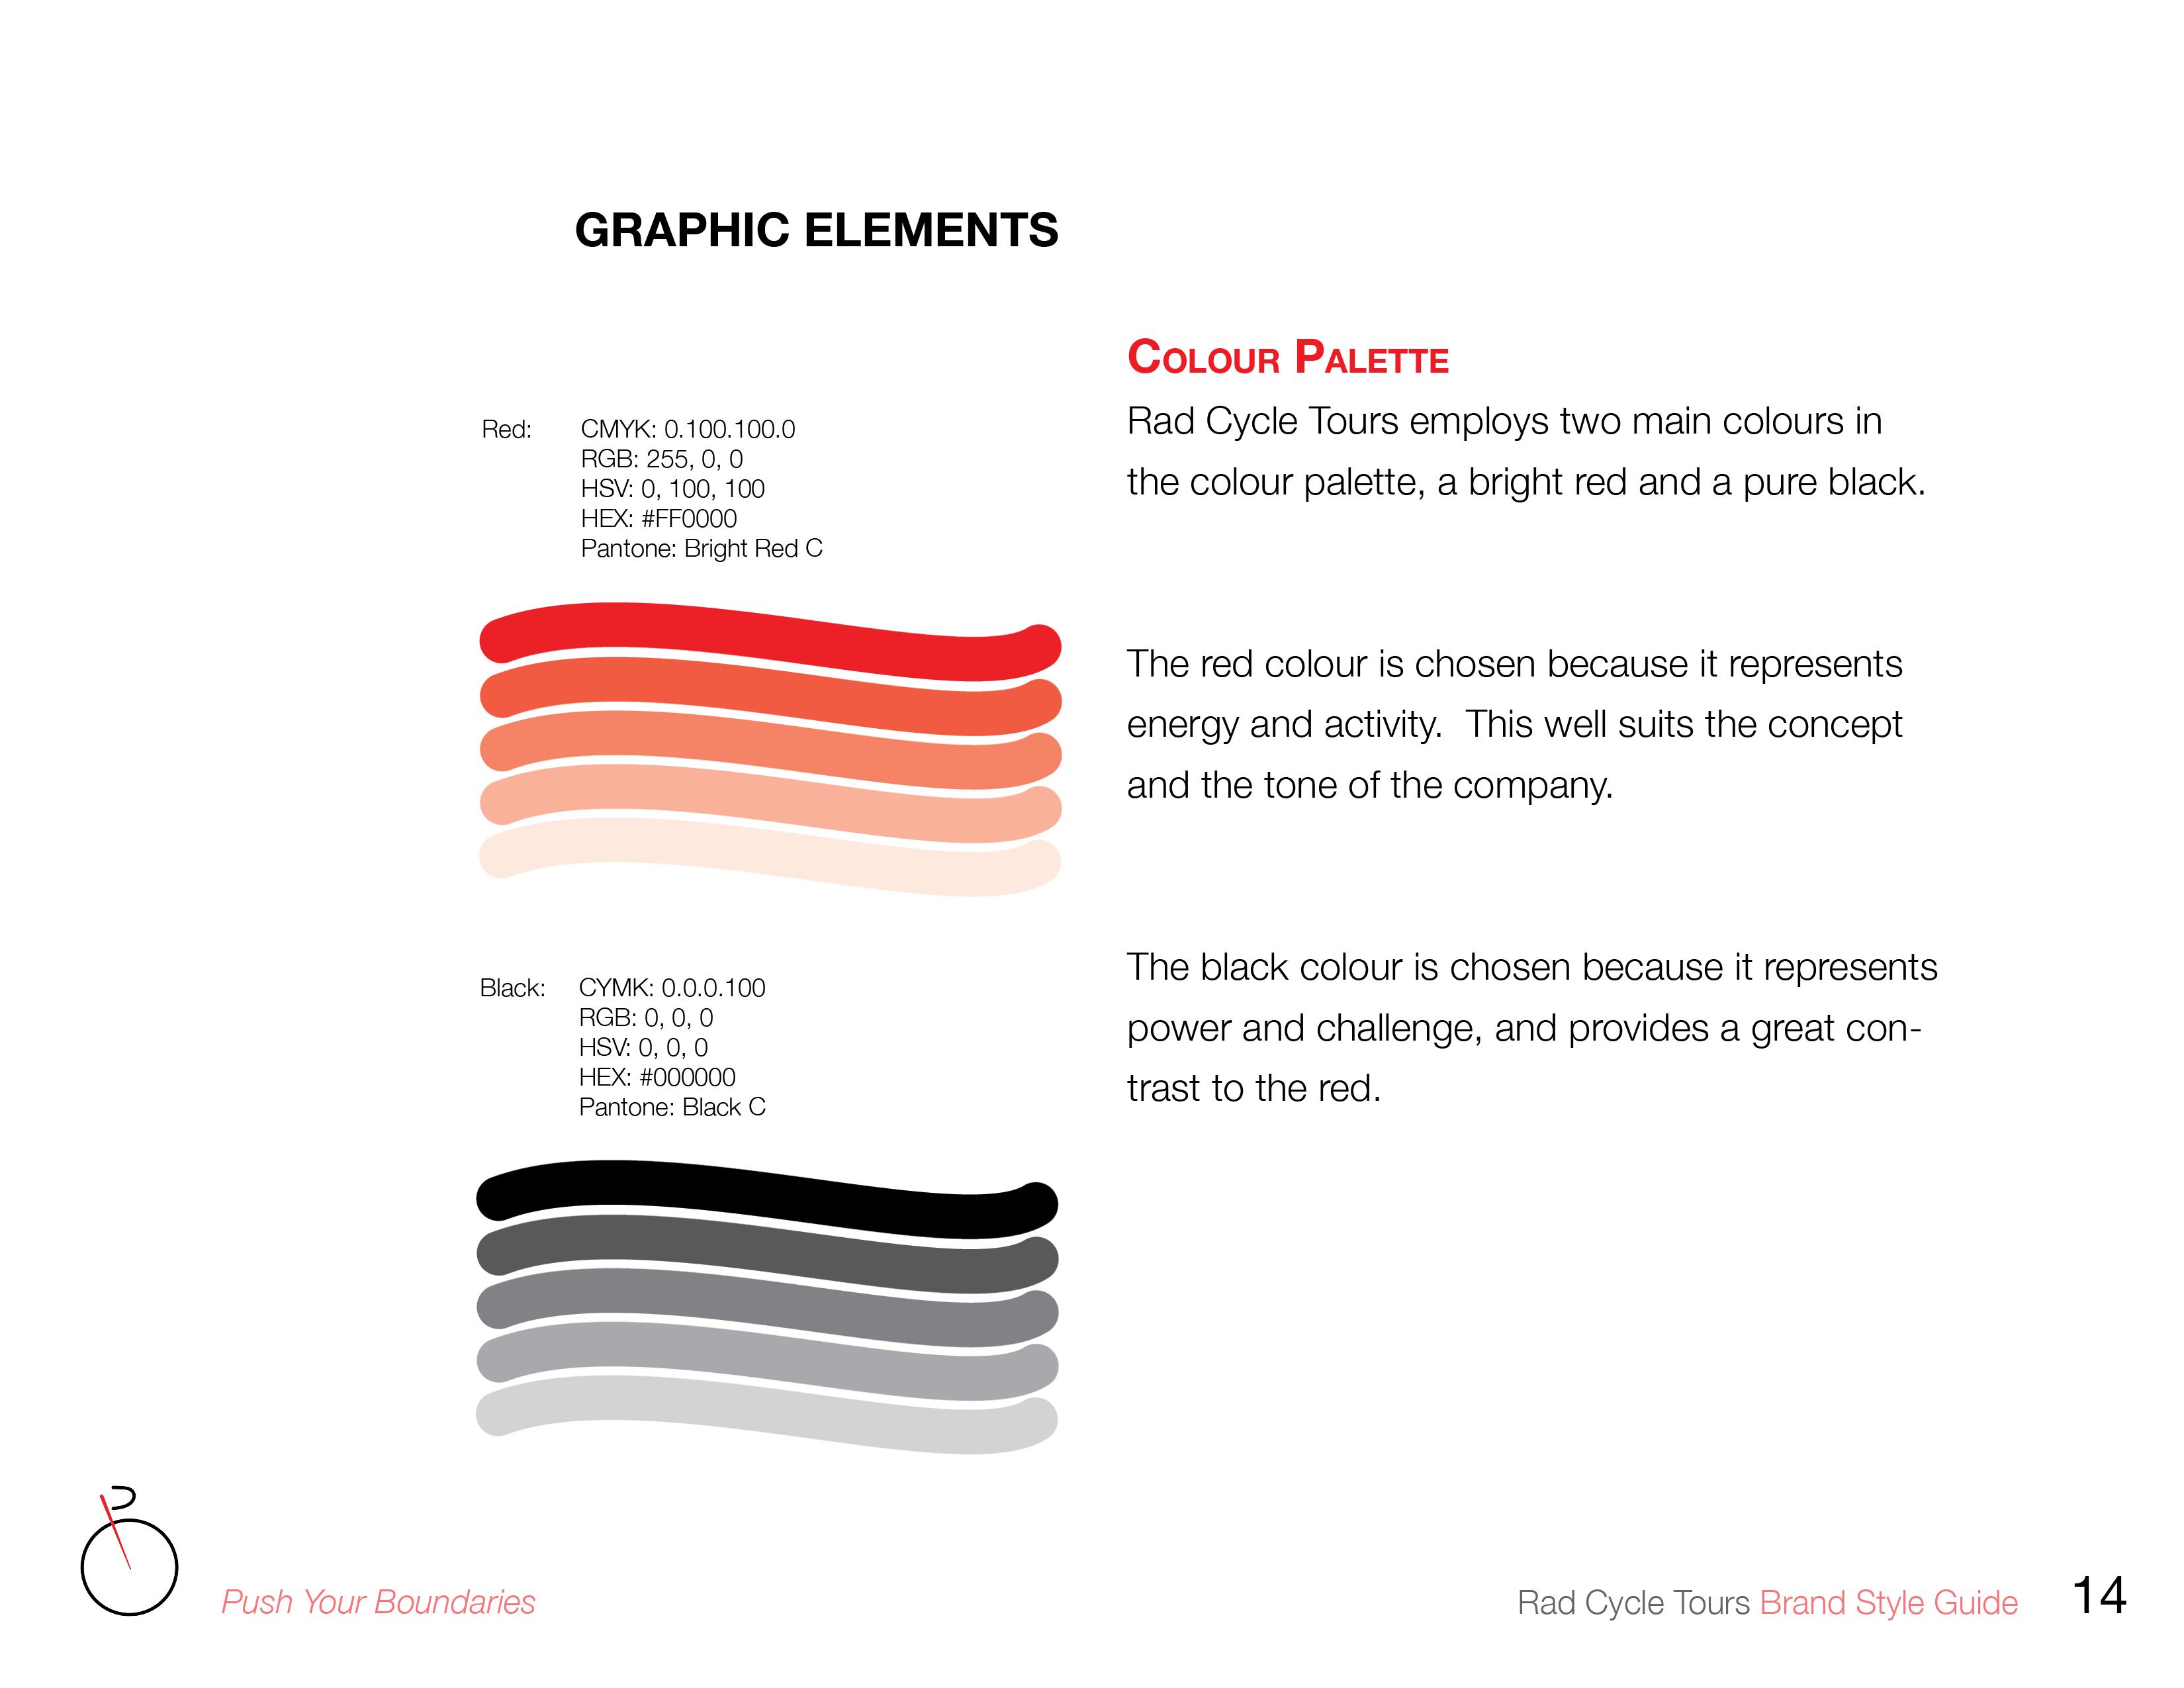 GRAPHIC ELEMENTS
Red: CMYK: 0.100.100.0
RGB: 255, 0, 0
HSV: 0, 100, 100
HEX: #FF0000
Pantone: Bright Red C
Black: CYMK: 0.0.0.100
RGB: 0, 0, 0
HSV: 0, 0, 0
HEX: #000000
Pantone: Black C
COLOUR PALETTE
Rad Cycle Tours employs two main colours in
the colour palette, a bright red and a pure black.
The red colour is chosen because it represents
energy and activity.  This well suits the concept
and the tone of the company.
The black colour is chosen because it represents
power and challenge, and provides a great con-
trast to the red.
Push Your Boundaries
Rad Cycle Tours Brand Style Guide 14